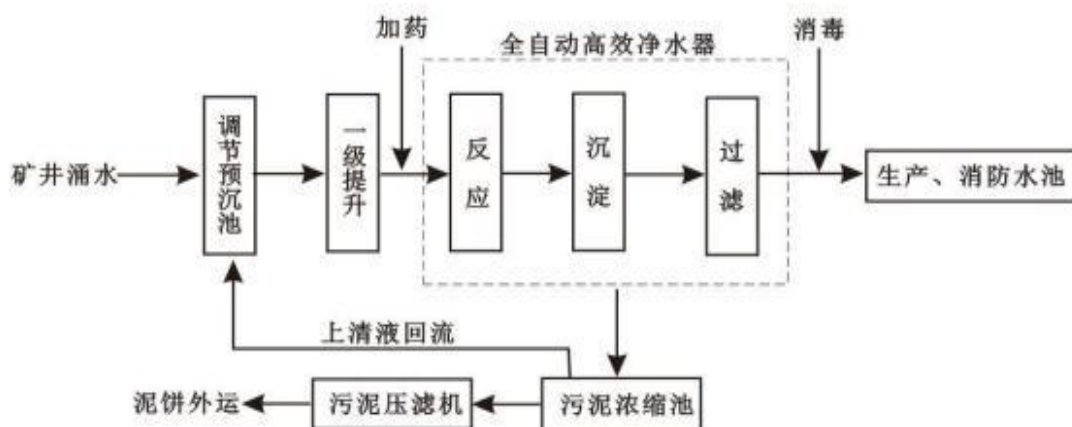 加药
全自动高效净水器
消毒
矿井涌水
调节预沉池
一级提升
反应
沉淀
过滤
生产、消防水池
上清液回流
泥饼外运
污泥压滤机
污泥浓缩池